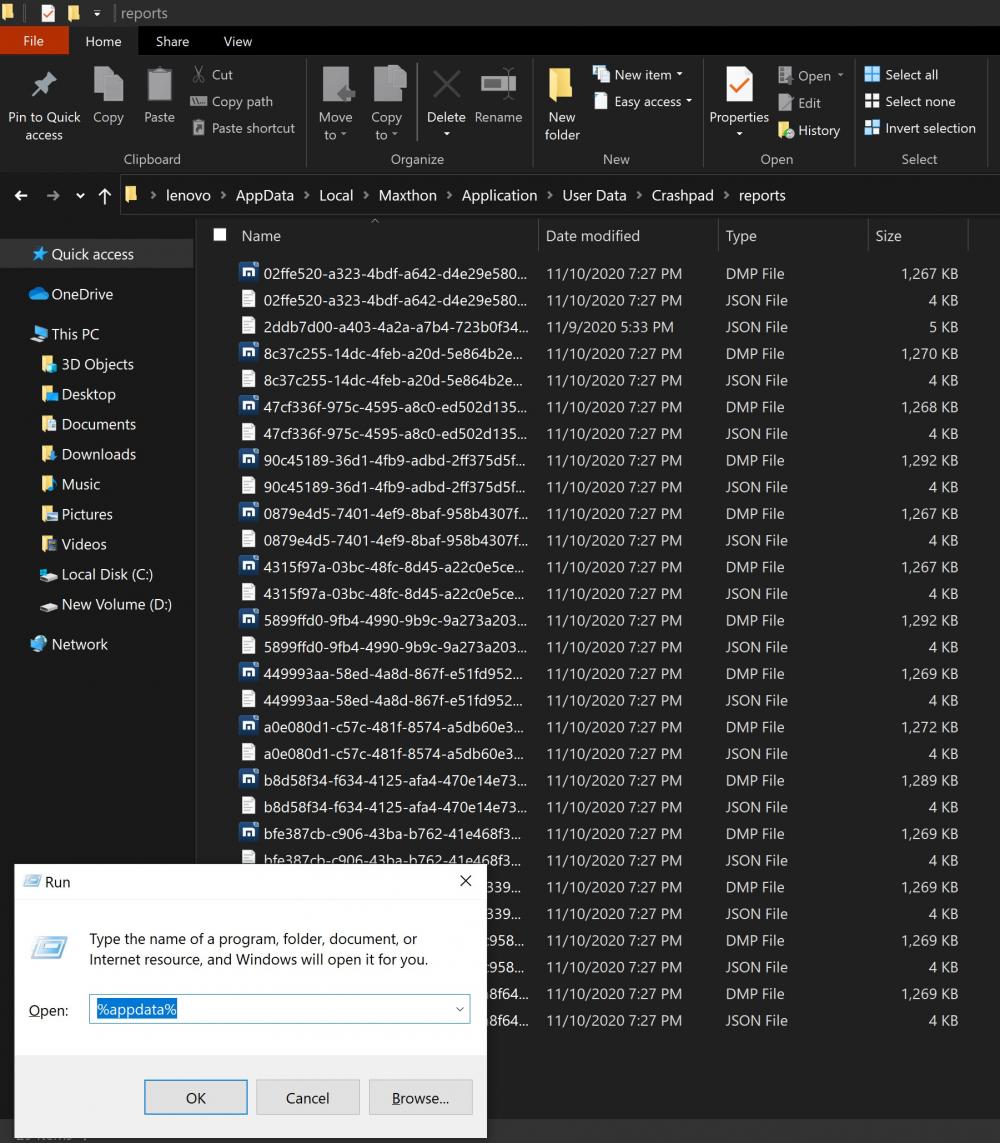 reports
File Home Share View
Pin to Quick access
Copy
Paste
Cut
Copy path
Paste shortcut
Clipboard
Move to
Copy to
Delete
Rename
Organize
New folder
New item
Easy access
New
Properties
Open
Edit
History
Open
Select all
Select none
Invert selection
Select
lenovo > AppData > Local > Maxthon > Application > User Data > Crashpad > reports
Quick access
OneDrive
This PC
3D Objects
Desktop
Documents
Downloads
Music
Pictures
Videos
Local Disk (C:)
New Volume (D:)
Network
Name Date modified Type Size
02ffe520-a323-4bdf-a642-d4e29e580... 11/10/2020 7:27 PM DMP File 1,267 KB
02ffe520-a323-4bdf-a642-d4e29e580... 11/10/2020 7:27 PM JSON File 4 KB
2ddb7d00-a403-4a2a-a7b4-723b0f34... 11/9/2020 5:33 PM JSON File 5 KB
8c37c255-14dc-4feb-a20d-5e864b2e... 11/10/2020 7:27 PM DMP File 1,270 KB
8c37c255-14dc-4feb-a20d-5e864b2e... 11/10/2020 7:27 PM JSON File 4 KB
47cf336f-975c-4595-a8c0-ed502d135... 11/10/2020 7:27 PM DMP File 1,268 KB
47cf336f-975c-4595-a8c0-ed502d135... 11/10/2020 7:27 PM JSON File 4 KB
90c45189-36d1-4fb9-adbd-2ff375d5f... 11/10/2020 7:27 PM DMP File 1,292 KB
90c45189-36d1-4fb9-adbd-2ff375d5f... 11/10/2020 7:27 PM JSON File 4 KB
0879e4d5-7401-4ef9-8baf-958b4307f... 11/10/2020 7:27 PM DMP File 1,267 KB
0879e4d5-7401-4ef9-8baf-958b4307f... 11/10/2020 7:27 PM JSON File 4 KB
4315f97a-03bc-48fc-8d45-a22c0e5ce... 11/10/2020 7:27 PM DMP File 1,267 KB
4315f97a-03bc-48fc-8d45-a22c0e5ce... 11/10/2020 7:27 PM JSON File 4 KB
5899ffd0-9fb4-4990-9b9c-9a273a203... 11/10/2020 7:27 PM DMP File 1,292 KB
5899ffd0-9fb4-4990-9b9c-9a273a203... 11/10/2020 7:27 PM JSON File 4 KB
449993aa-58ed-4a8d-867f-e51fd952... 11/10/2020 7:27 PM DMP File 1,269 KB
449993aa-58ed-4a8d-867f-e51fd952... 11/10/2020 7:27 PM JSON File 4 KB
a0e080d1-c57c-481f-8574-a5db60e3... 11/10/2020 7:27 PM DMP File 1,272 KB
a0e080d1-c57c-481f-8574-a5db60e3... 11/10/2020 7:27 PM JSON File 4 KB
b8d58f34-f634-4125-afa4-470e14e73... 11/10/2020 7:27 PM DMP File 1,289 KB
b8d58f34-f634-4125-afa4-470e14e73... 11/10/2020 7:27 PM JSON File 4 KB
bfe387cb-c906-43ba-b762-41e468f3... 11/10/2020 7:27 PM DMP File 1,269 KB
bfe387cb-c906-43ba-b762-41e468f3... 11/10/2020 7:27 PM JSON File 4 KB
339... 11/10/2020 7:27 PM DMP File 1,269 KB
339... 11/10/2020 7:27 PM JSON File 4 KB
958... 11/10/2020 7:27 PM DMP File 1,269 KB
958... 11/10/2020 7:27 PM JSON File 4 KB
8f64... 11/10/2020 7:27 PM DMP File 1,269 KB
8f64... 11/10/2020 7:27 PM JSON File 4 KB
Run
Type the name of a program, folder, document, or
Internet resource, and Windows will open it for you.
Open: %appdata%
OK Cancel Browse...